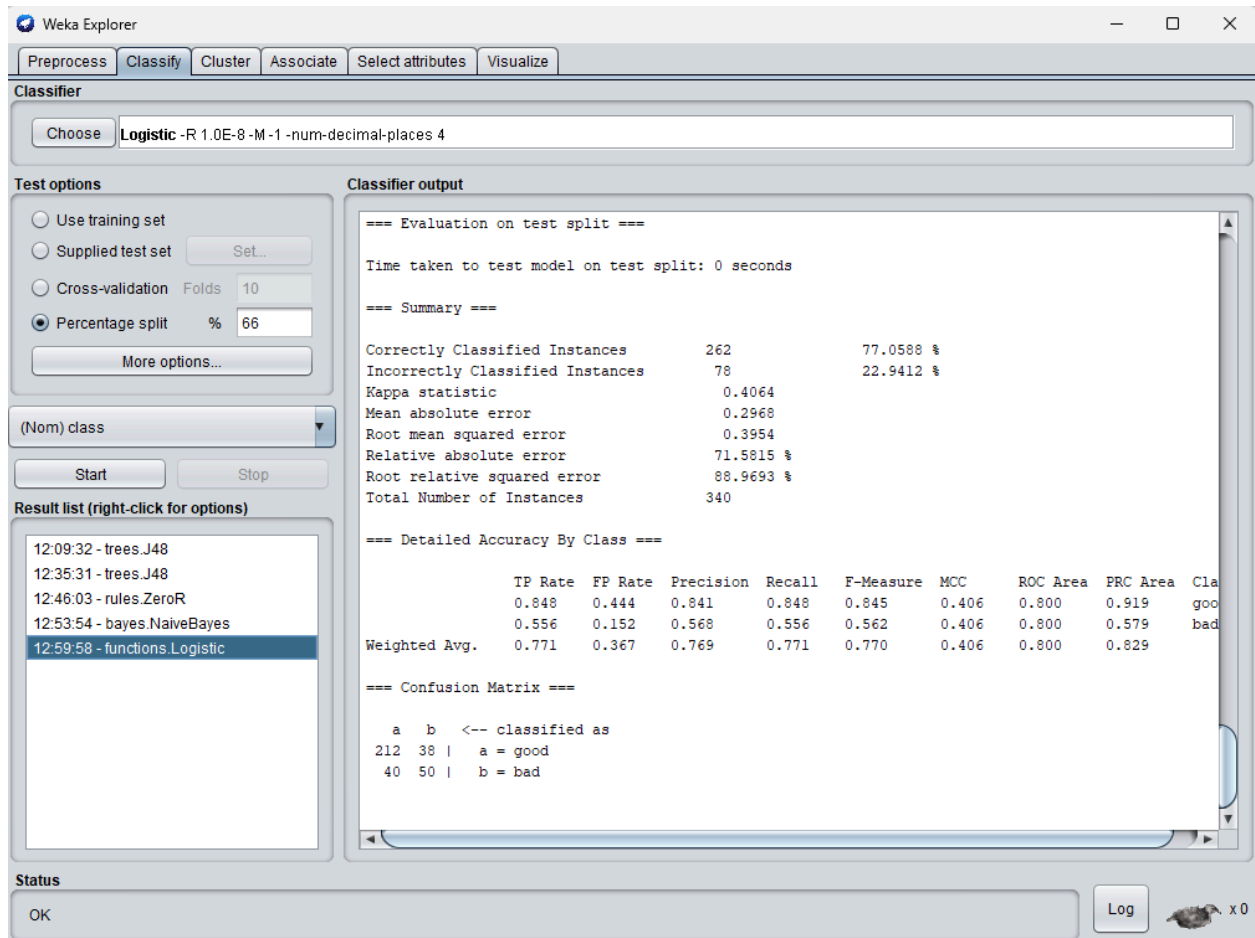 Weka Explorer
Preprocess Classify Cluster Associate Select attributes Visualize
Classifier
Choose Logistic -R 1.0E-8 -M -1 -num-decimal-places 4
Test options
Use training set
Supplied test set Set...
Cross-validation Folds 10
Percentage split % 66
More options...
(Nom) class
Start Stop
Result list (right-click for options)
12:09:32 - trees.J48
12:35:31 - trees.J48
12:46:03 - rules.ZeroR
12:53:54 - bayes.NaiveBayes
12:59:58 - functions.Logistic
Classifier output
=== Evaluation on test split ===
Time taken to test model on test split: 0 seconds
=== Summary ===
Correctly Classified Instances 262 77.0588 %
Incorrectly Classified Instances 78 22.9412 %
Kappa statistic 0.4064
Mean absolute error 0.2968
Root mean squared error 0.3954
Relative absolute error 71.5815 %
Root relative squared error 88.9693 %
Total Number of Instances 340
=== Detailed Accuracy By Class ===
TP Rate FP Rate Precision Recall F-Measure MCC ROC Area PRC Area Cla
0.848 0.444 0.841 0.848 0.845 0.406 0.800 0.919 goo
0.556 0.152 0.568 0.556 0.562 0.406 0.800 0.579 bad
Weighted Avg. 0.771 0.367 0.769 0.771 0.770 0.406 0.800 0.829
=== Confusion Matrix ===
a b <-- classified as
212 38 | a = good
40 50 | b = bad
Status
OK
Log x 0